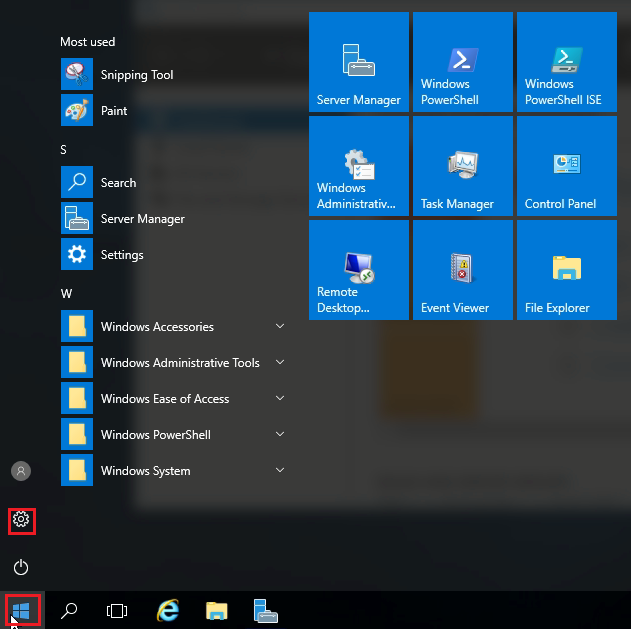 Most used
Snipping Tool
Paint
S
Search
Server Manager
Settings
W
Windows Accessories
Windows Administrative Tools
Windows Ease of Access
Windows PowerShell
Windows System
Server Manager
Windows
PowerShell
Windows
PowerShell ISE
Windows
Administrativ...
Task Manager
Control Panel
Remote
Desktop...
Event Viewer
File Explorer